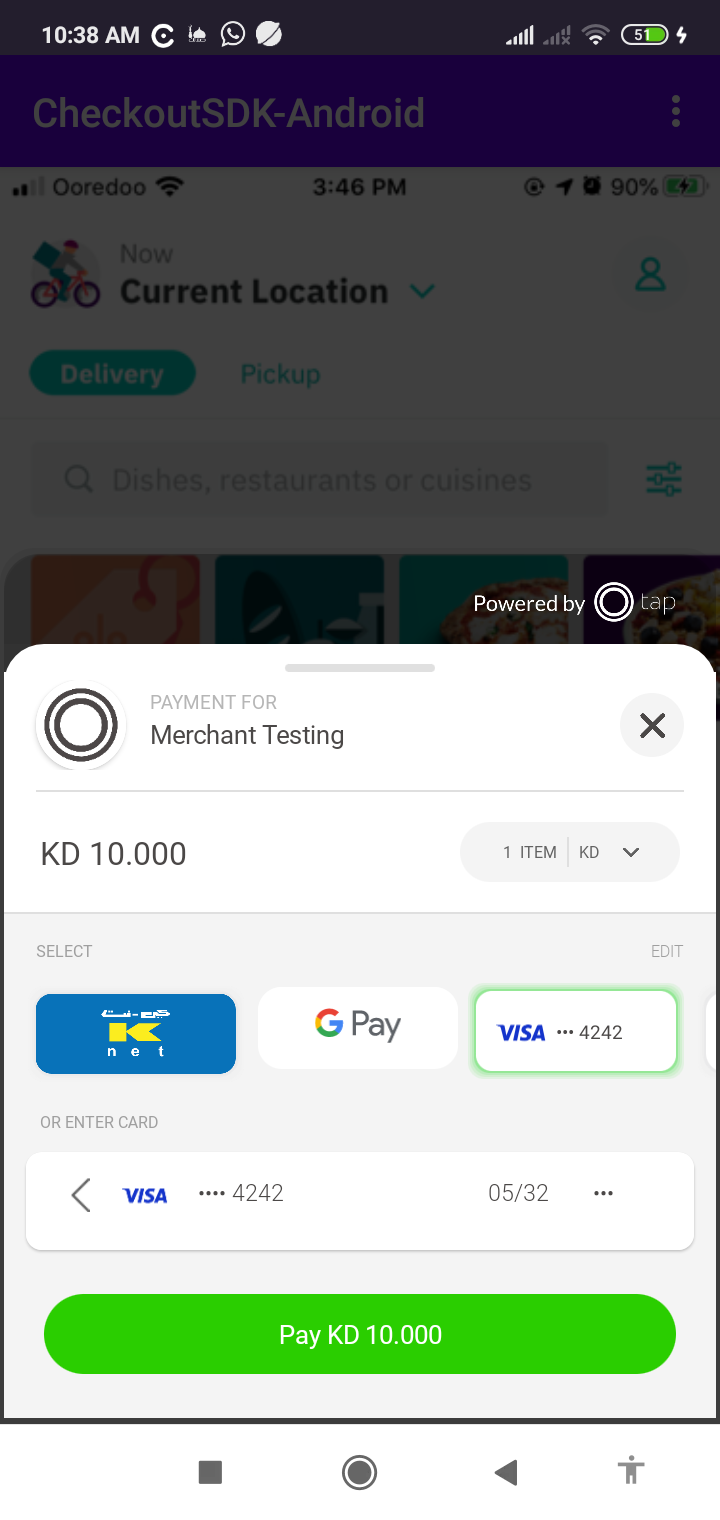 10:38 AM
51
CheckoutSDK-Android
Ooredoo
3:46 PM
90%
Now
Current Location
Delivery
Pickup
Dishes, restaurants or cuisines
Powered by tap
PAYMENT FOR
Merchant Testing
KD 10.000
1 ITEM
KD
SELECT
EDIT
net
G Pay
VISA ••• 4242
OR ENTER CARD
VISA •••• 4242 05/32 •••
Pay KD 10.000